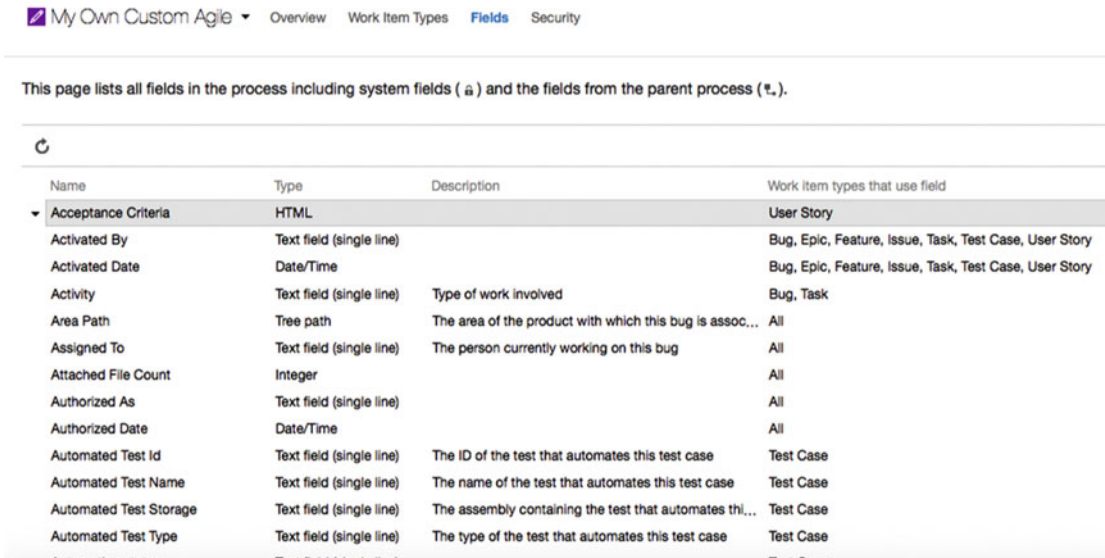 My Own Custom Agile Overview Work Item Types Fields Security
This page lists all fields in the process including system fields ( ) and the fields from the parent process ( ).
Name Type Description Work item types that use field
Acceptance Criteria HTML User Story
Activated By Text field (single line) Bug, Epic, Feature, Issue, Task, Test Case, User Story
Activated Date Date/Time Bug, Epic, Feature, Issue, Task, Test Case, User Story
Activity Text field (single line) Type of work involved Bug, Task
Area Path Tree path The area of the product with which this bug is assoc... All
Assigned To Text field (single line) The person currently working on this bug All
Attached File Count Integer All
Authorized As Text field (single line) All
Authorized Date Date/Time All
Automated Test Id Text field (single line) The ID of the test that automates this test case Test Case
Automated Test Name Text field (single line) The name of the test that automates this test case Test Case
Automated Test Storage Text field (single line) The assembly containing the test that automates thi... Test Case
Automated Test Type Text field (single line) The type of the test that automates this test case Test Case